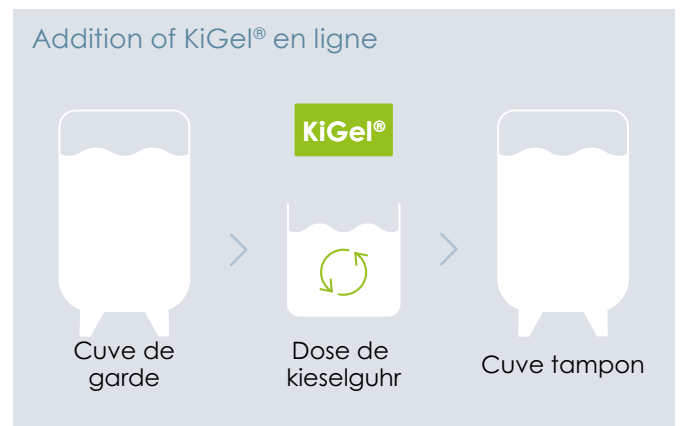 Addition of KiGel® en ligne
KiGel®
Cuve de
garde
Dose de
kieselguhr
Cuve tampon